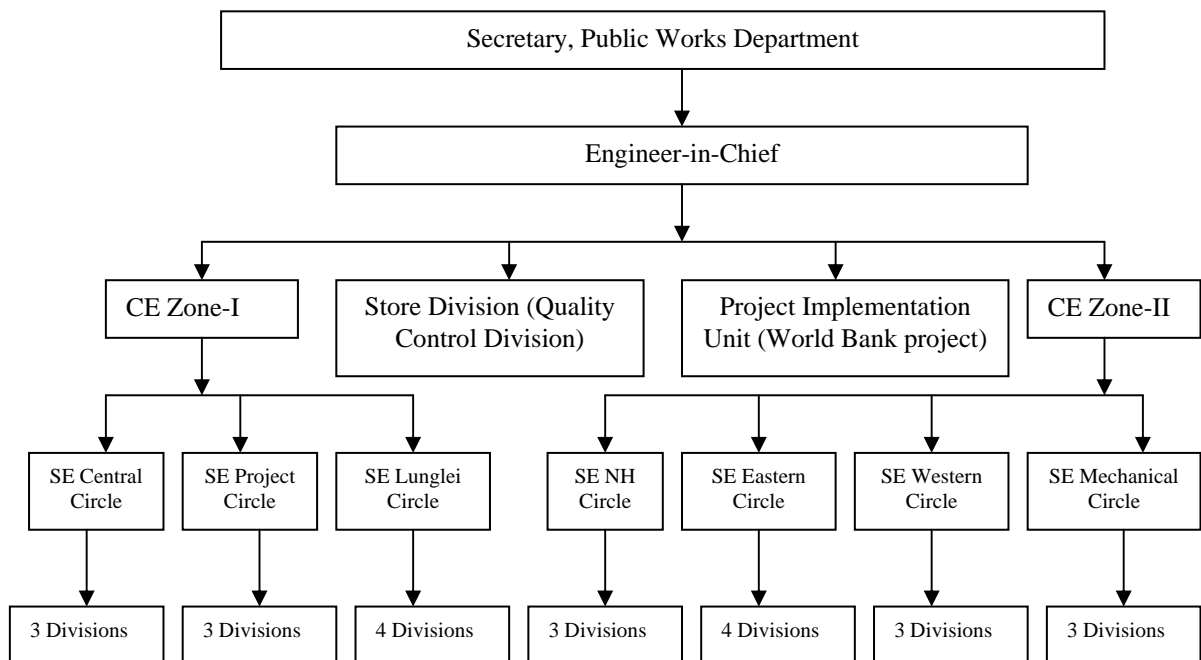 Secretary, Public Works Department
Engineer-in-Chief
CE Zone-I
Store Division (Quality
Control Division)
Project Implementation
Unit (World Bank project)
CE Zone-II
SE Central
Circle
SE Project
Circle
SE Lunglei
Circle
SE NH
Circle
SE Eastern
Circle
SE Western
Circle
SE Mechanical
Circle
3 Divisions
3 Divisions
4 Divisions
3 Divisions
4 Divisions
3 Divisions
3 Divisions